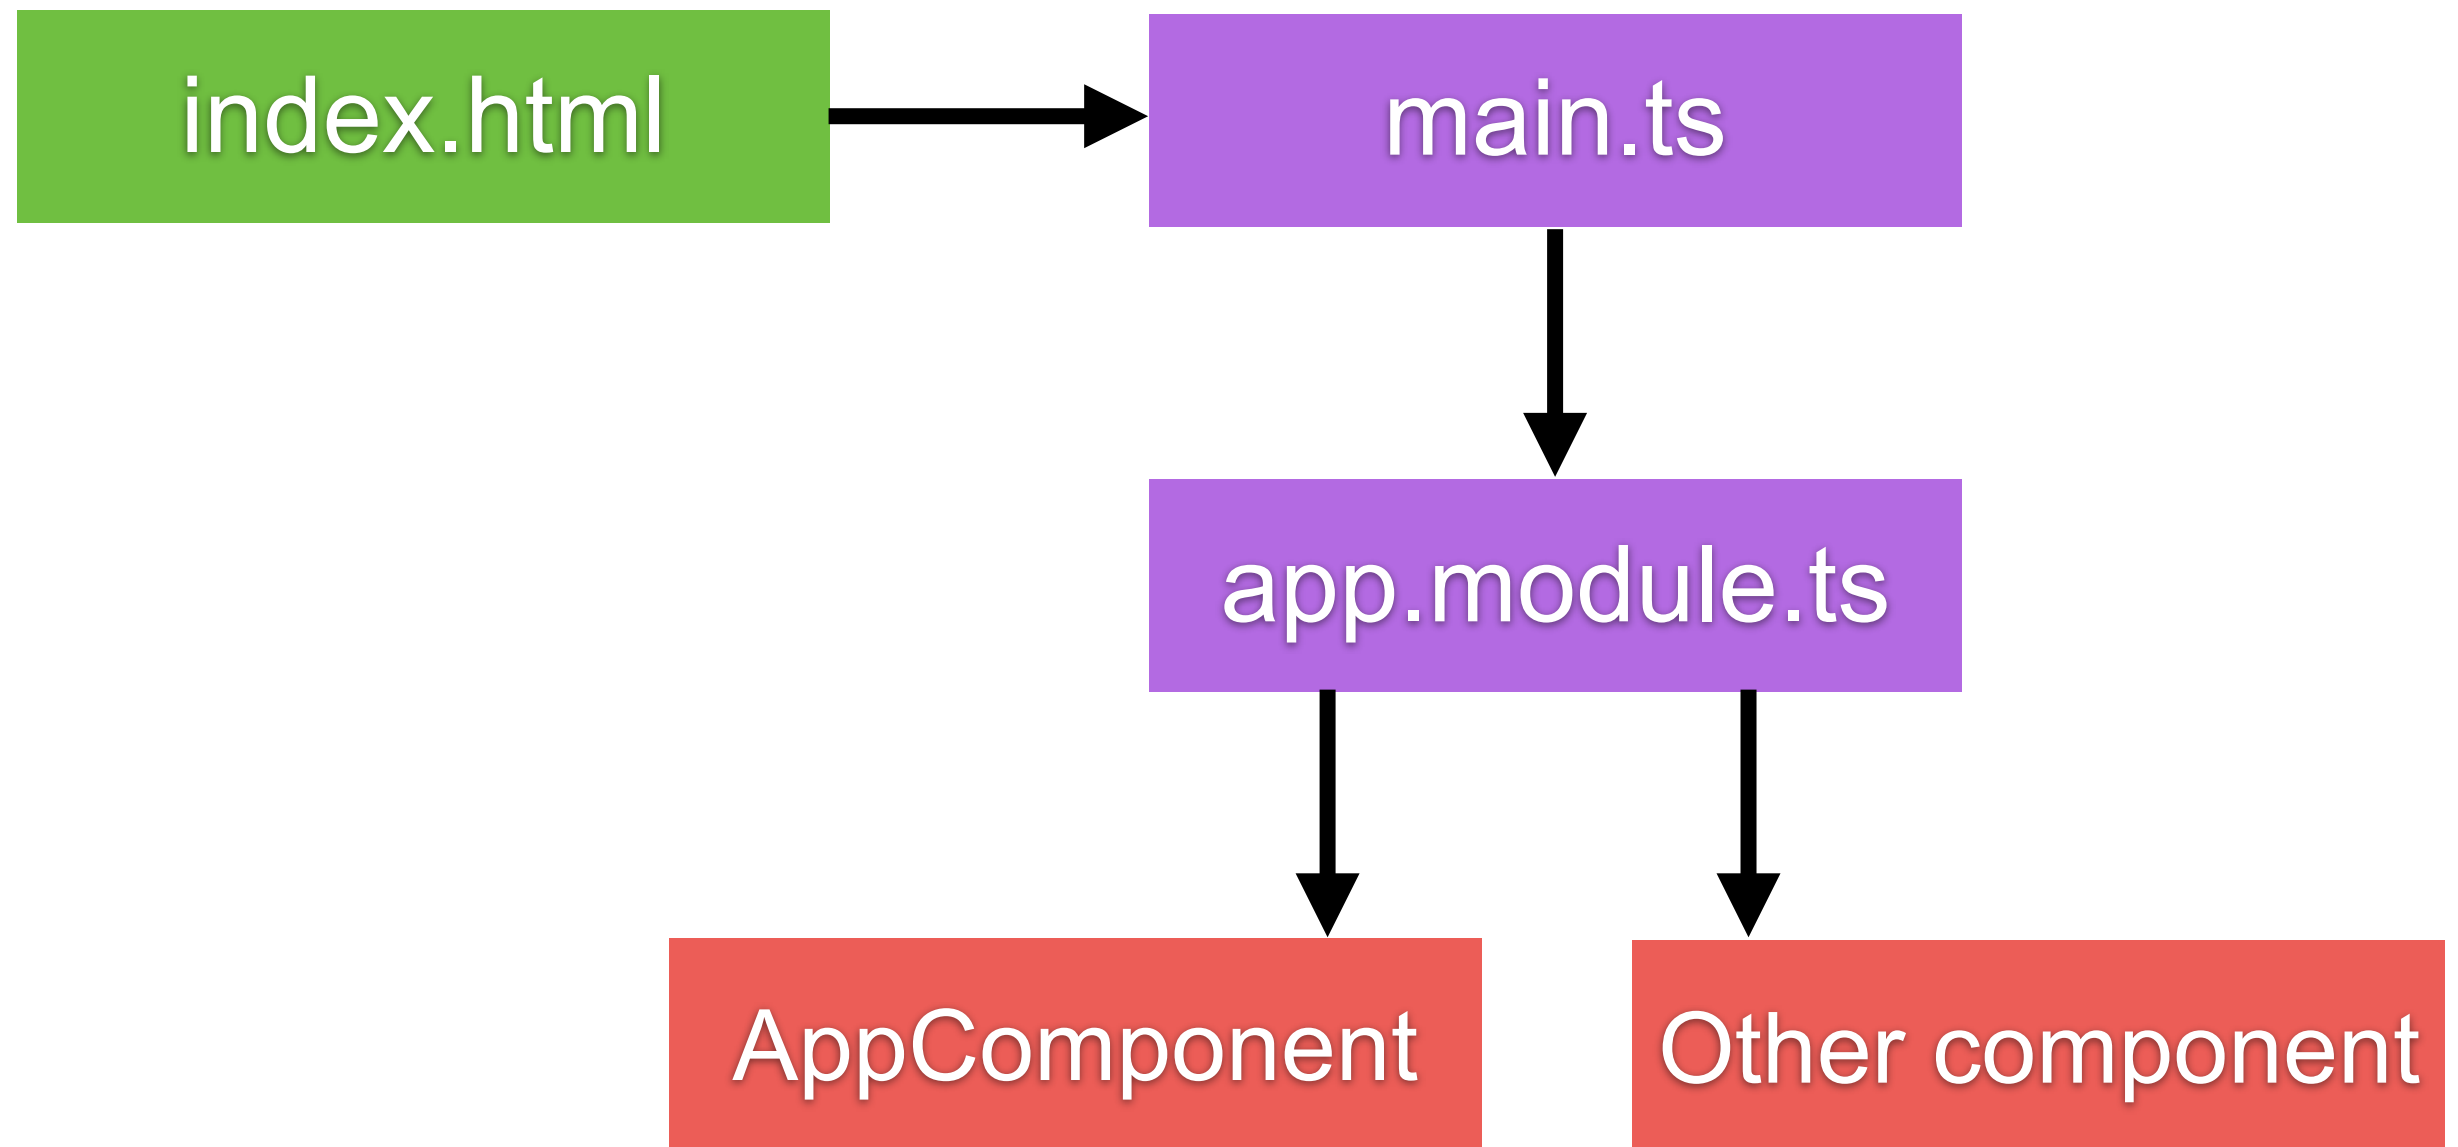 index.html
main.ts
app.module.ts
AppComponent
Other component